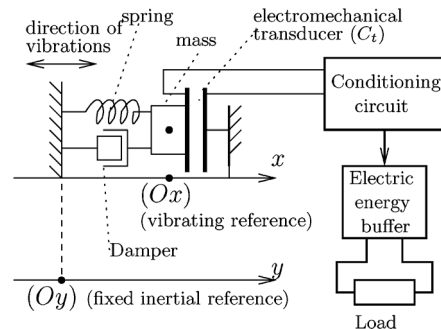 direction of
vibrations
spring
mass
electromechanical
transducer (C_t)
Conditioning
circuit
x
(Ox)
(vibrating reference)
Damper
Electric
energy
buffer
y
(Oy) (fixed inertial reference)
Load